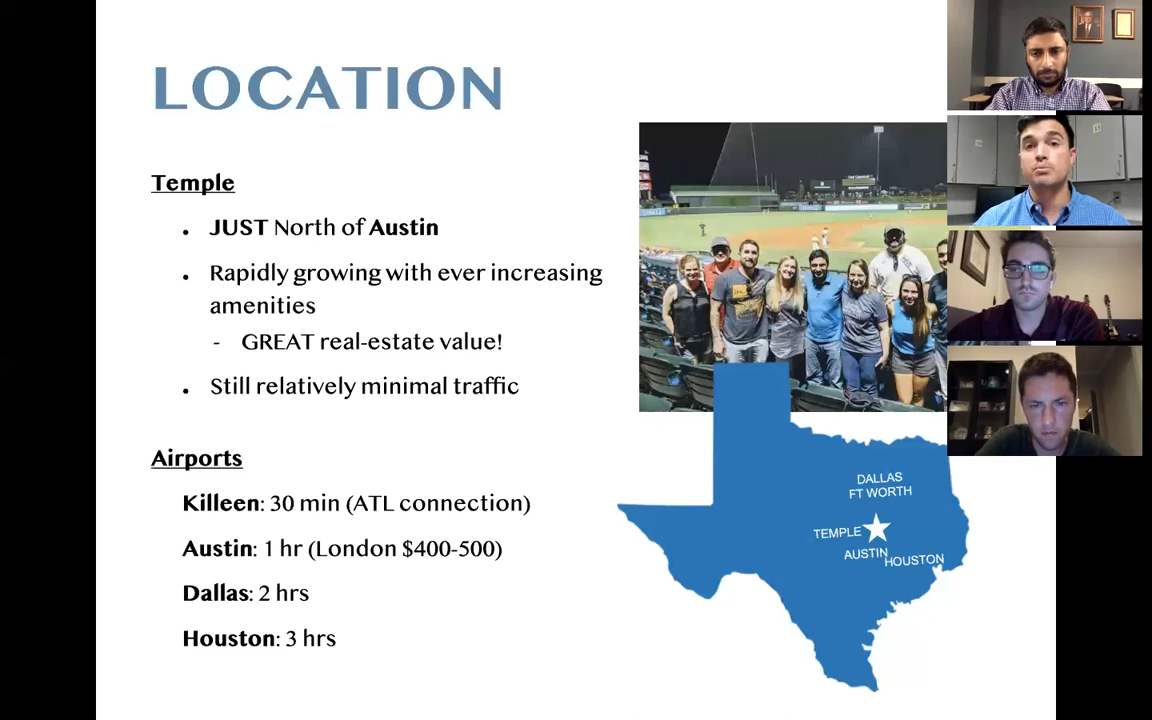 LOCATION
Temple
• JUST North of Austin
• Rapidly growing with ever increasing
amenities
- GREAT real-estate value!
• Still relatively minimal traffic
Airports
Killeen: 30 min (ATL connection)
Austin: 1 hr (London $400-500)
Dallas: 2 hrs
Houston: 3 hrs
DALLAS
FT WORTH
TEMPLE
AUSTIN
HOUSTON